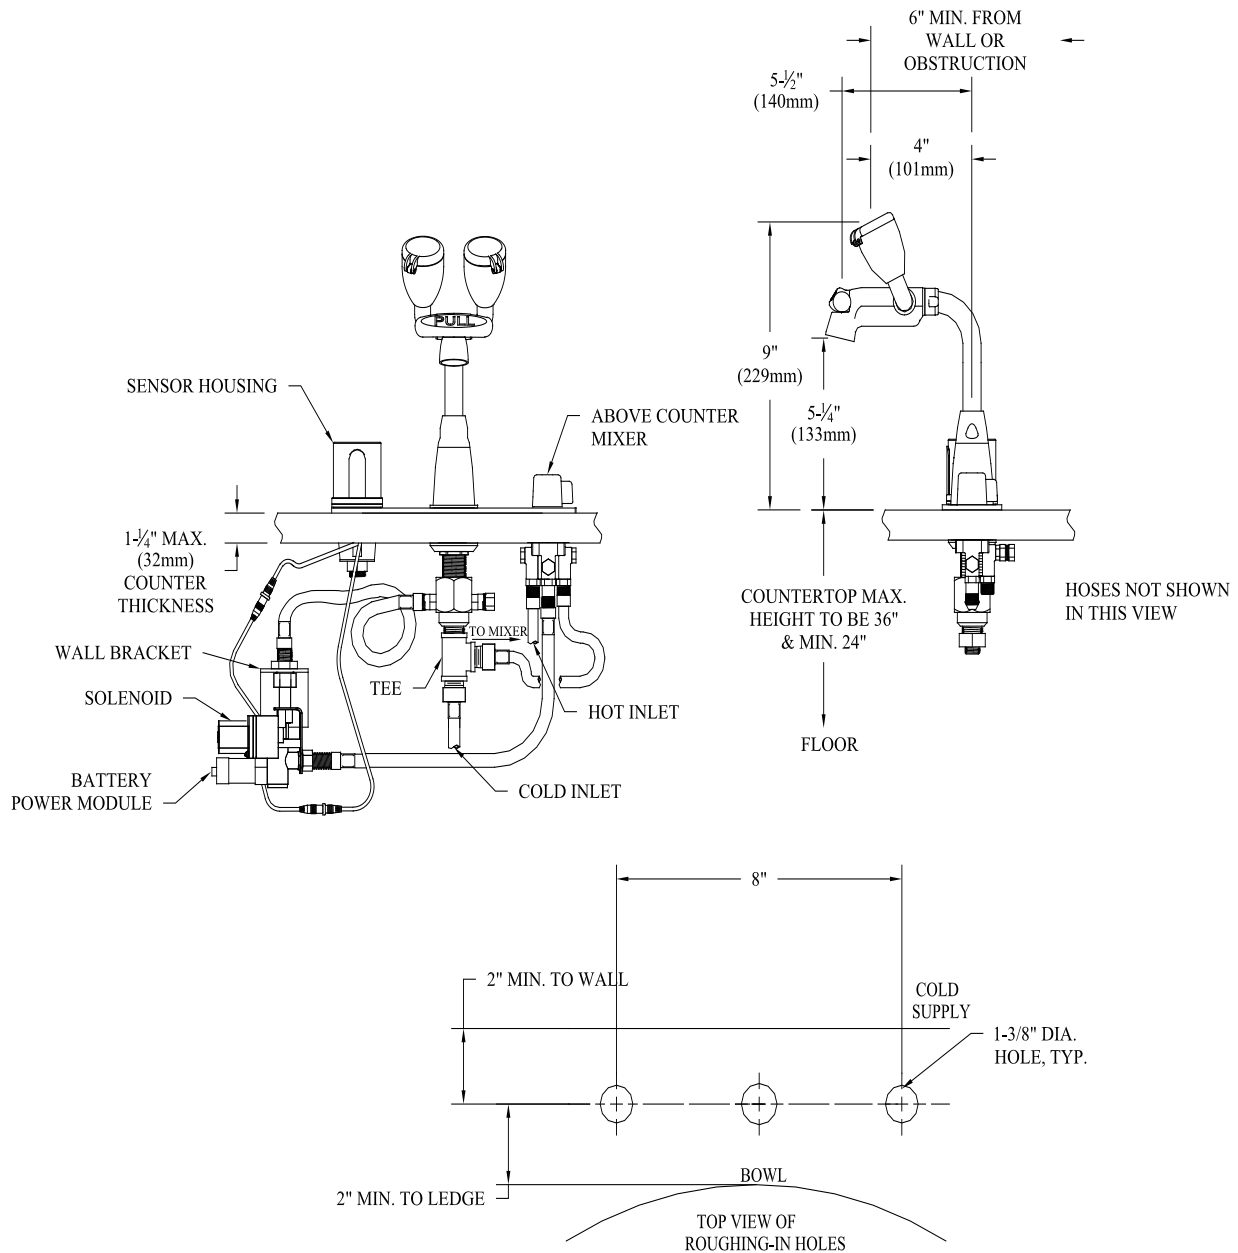 6" MIN. FROM
WALL OR
OBSTRUCTION
5-½"
(140mm)
4"
(101mm)
PULL
9"
(229mm)
5-¼"
(133mm)
SENSOR HOUSING
ABOVE COUNTER
MIXER
1-¼" MAX.
(32mm)
COUNTER
THICKNESS
COUNTERTOP MAX.
HEIGHT TO BE 36"
& MIN. 24"
HOSES NOT SHOWN
IN THIS VIEW
TO MIXER
WALL BRACKET
TEE
SOLENOID
HOT INLET
FLOOR
BATTERY
POWER MODULE
COLD INLET
8"
2" MIN. TO WALL
COLD
SUPPLY
1-3/8" DIA.
HOLE, TYP.
BOWL
2" MIN. TO LEDGE
TOP VIEW OF
ROUGHING-IN HOLES